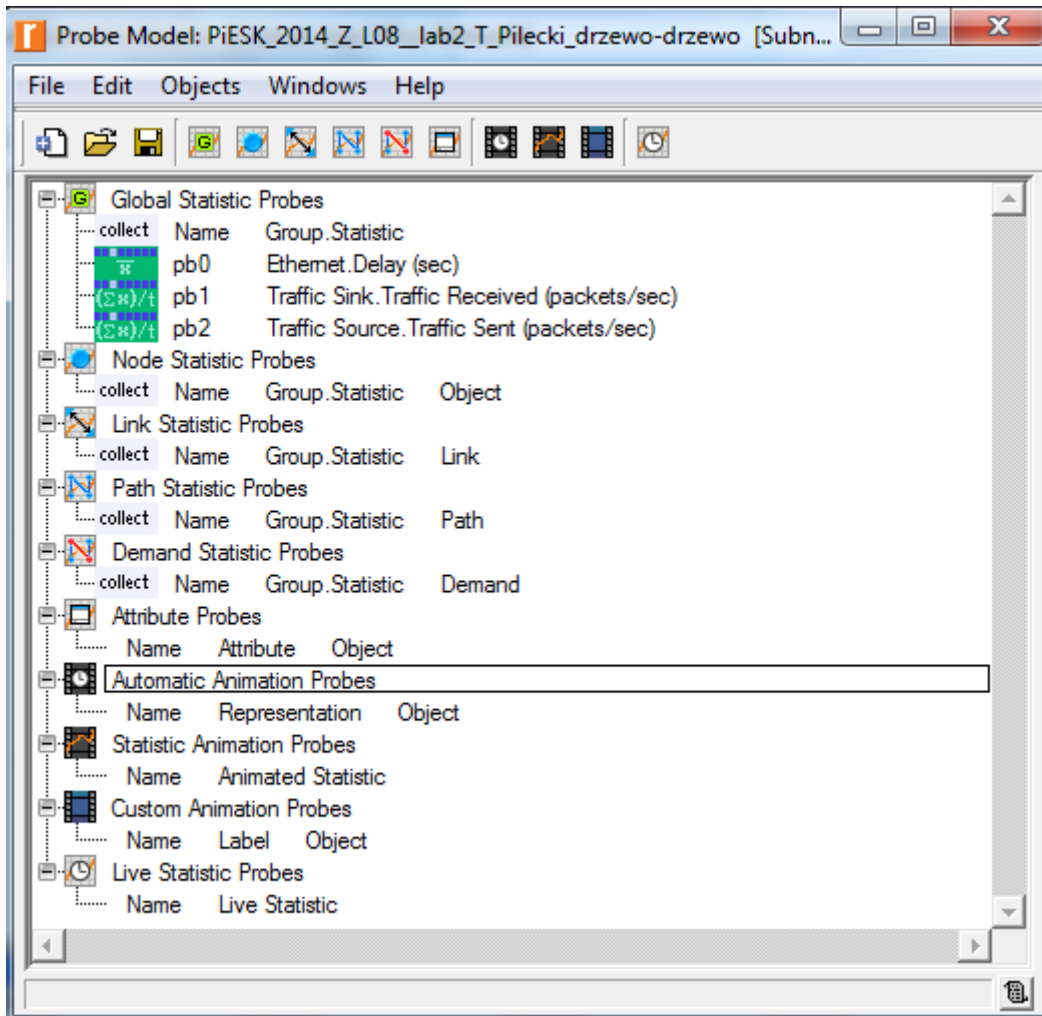 Probe Model: PiESK_2014_Z_L08__lab2_T_Pilecki_drzewo-drzewo [Subn...
File Edit Objects Windows Help
Global Statistic Probes
collect Name Group.Statistic
x pb0 Ethernet.Delay (sec)
(Σx)/t pb1 Traffic Sink.Traffic Received (packets/sec)
(Σx)/t pb2 Traffic Source.Traffic Sent (packets/sec)
Node Statistic Probes
collect Name Group.Statistic Object
Link Statistic Probes
collect Name Group.Statistic Link
Path Statistic Probes
collect Name Group.Statistic Path
Demand Statistic Probes
collect Name Group.Statistic Demand
Attribute Probes
Name Attribute Object
Automatic Animation Probes
Name Representation Object
Statistic Animation Probes
Name Animated Statistic
Custom Animation Probes
Name Label Object
Live Statistic Probes
Name Live Statistic